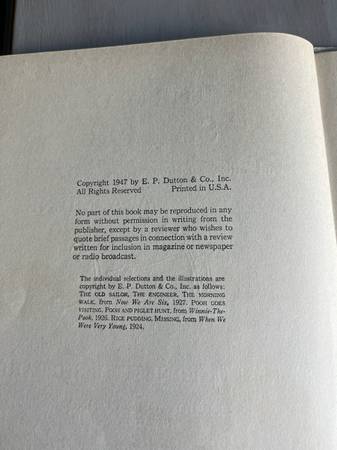 Copyright 1947 by E. P. Dutton & Co., Inc.
All Rights Reserved Printed in U.S.A.
No part of this book may be reproduced in any
form without permission in writing from the
publisher, except by a reviewer who wishes to
quote brief passages in connection with a review
written for inclusion in magazine or newspaper
or radio broadcast.
The individual selections and the illustrations are
copyright by E. P. Dutton & Co., Inc. as follows:
THE OLD SAILOR, THE ENGINEER, THE MORNING
WALK, from Now We Are Six, 1927. POOH GOES
VISITING, POOH AND PIGLET HUNT, from Winnie-The-
Pooh, 1926. RICE PUDDING, MISSING, from When We
Were Very Young, 1924.